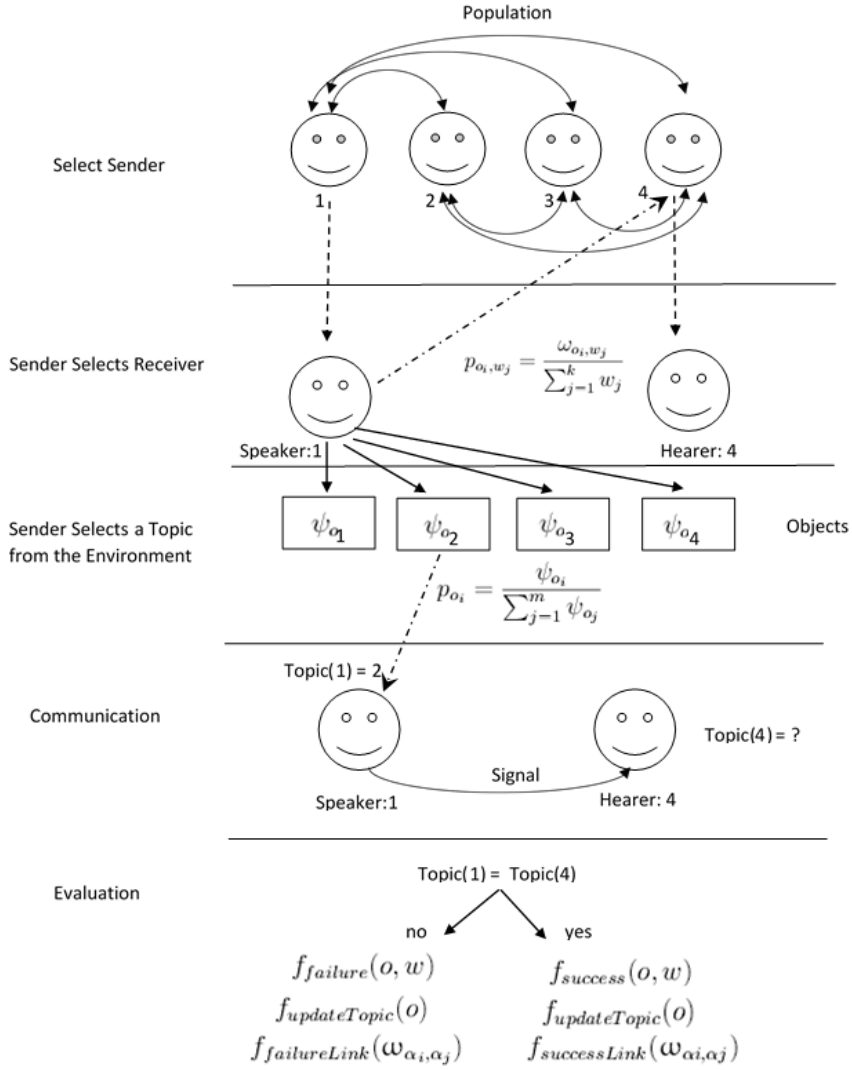 Population
Select Sender
1 2 3 4
Sender Selects Receiver
p_{o_i,w_j} = \frac{ω_{o_i,w_j}}{\sum_{j=1}^{k} w_j}
Speaker:1 Hearer: 4
Sender Selects a Topic
from the Environment
ψ_{o_1} ψ_{o_2} ψ_{o_3} ψ_{o_4} Objects
p_{o_i} = \frac{ψ_{o_i}}{\sum_{j=1}^{m} ψ_{o_j}}
Topic(1) = 2
Communication
Topic(4) = ?
Signal
Speaker:1 Hearer: 4
Topic(1) = Topic(4)
Evaluation
no yes
f_{failure}(o, w) f_{success}(o, w)
f_{updateTopic}(o) f_{updateTopic}(o)
f_{failureLink}(ω_{α_i,α_j}) f_{successLink}(ω_{αi,αj})